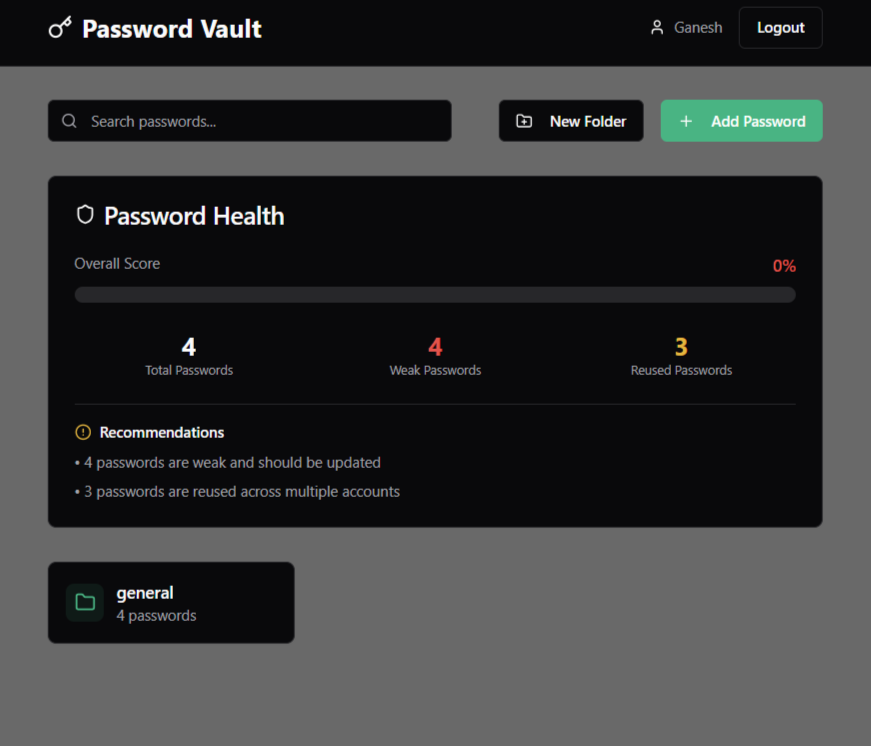 Password Vault
Ganesh
Logout
Search passwords...
New Folder
+ Add Password
Password Health
Overall Score
0%
4
Total Passwords
4
Weak Passwords
3
Reused Passwords
Recommendations
• 4 passwords are weak and should be updated
• 3 passwords are reused across multiple accounts
general
4 passwords